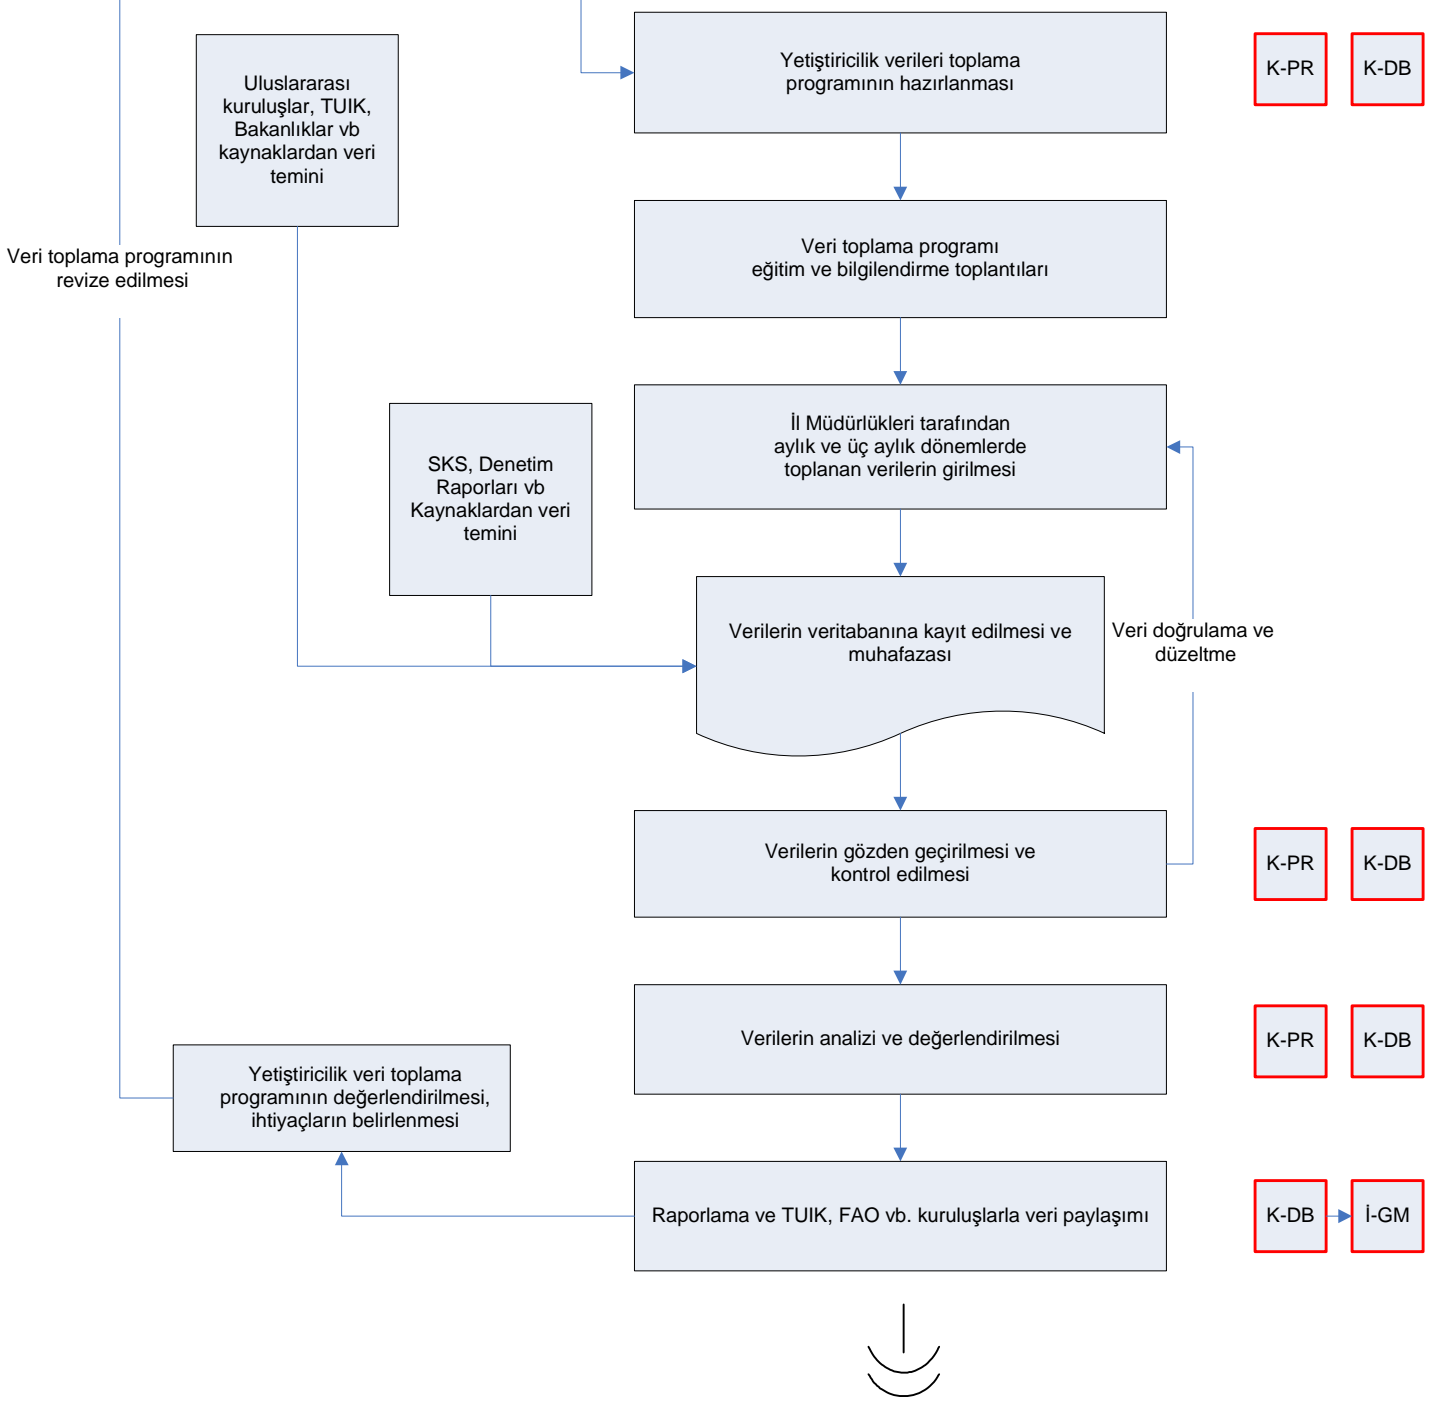 Yetiştiricilik verileri toplama
programının hazırlanması
K-PR
K-DB
Uluslararası
kuruluşlar, TUIK,
Bakanlıklar vb
kaynaklardan veri
temini
Veri toplama programının
revize edilmesi
Veri toplama programı
eğitim ve bilgilendirme toplantıları
İl Müdürlükleri tarafından
aylık ve üç aylık dönemlerde
toplanan verilerin girilmesi
SKS, Denetim
Raporları vb
Kaynaklardan veri
temini
Verilerin veritabanına kayıt edilmesi ve
muhafazası
Veri doğrulama ve
düzeltme
Verilerin gözden geçirilmesi ve
kontrol edilmesi
K-PR
K-DB
Verilerin analizi ve değerlendirilmesi
K-PR
K-DB
Yetiştiricilik veri toplama
programının değerlendirilmesi,
ihtiyaçların belirlenmesi
Raporlama ve TUIK, FAO vb. kuruluşlarla veri paylaşımı
K-DB
İ-GM